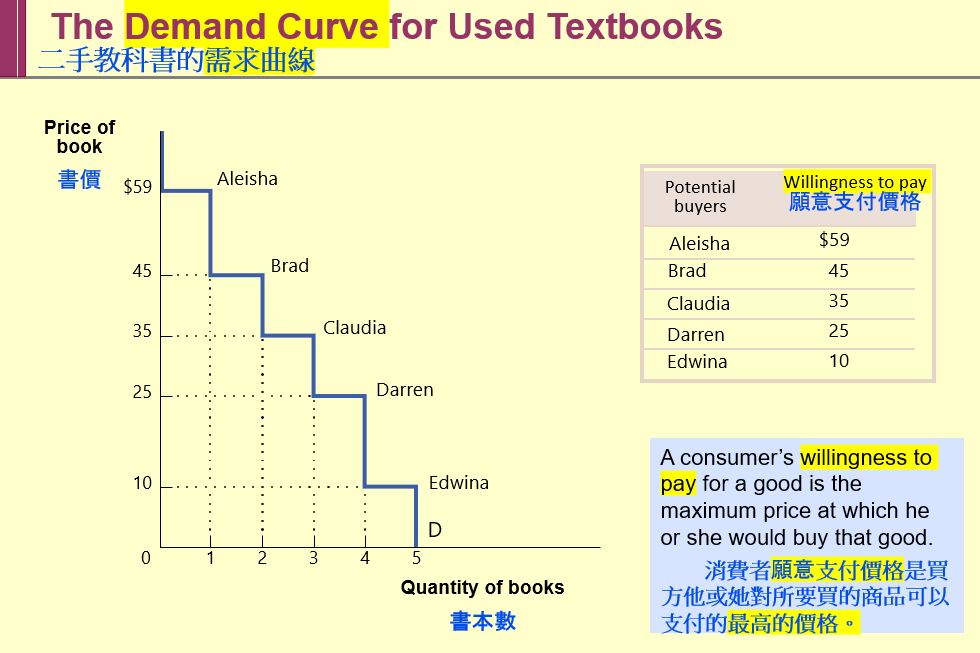 The Demand Curve for Used Textbooks
二手教科書的需求曲線
Price of
book
書價
$59
Aleisha
45
Brad
35
Claudia
25
Darren
10
Edwina
D
0
1
2
3
4
5
Quantity of books
書本數
Potential
buyers
Willingness to pay
願意支付價格
Aleisha $59
Brad 45
Claudia 35
Darren 25
Edwina 10
A consumer’s willingness to
pay for a good is the
maximum price at which he
or she would buy that good.
消費者願意支付價格是買
方他或她對所要買的商品可以
支付的最高的價格。